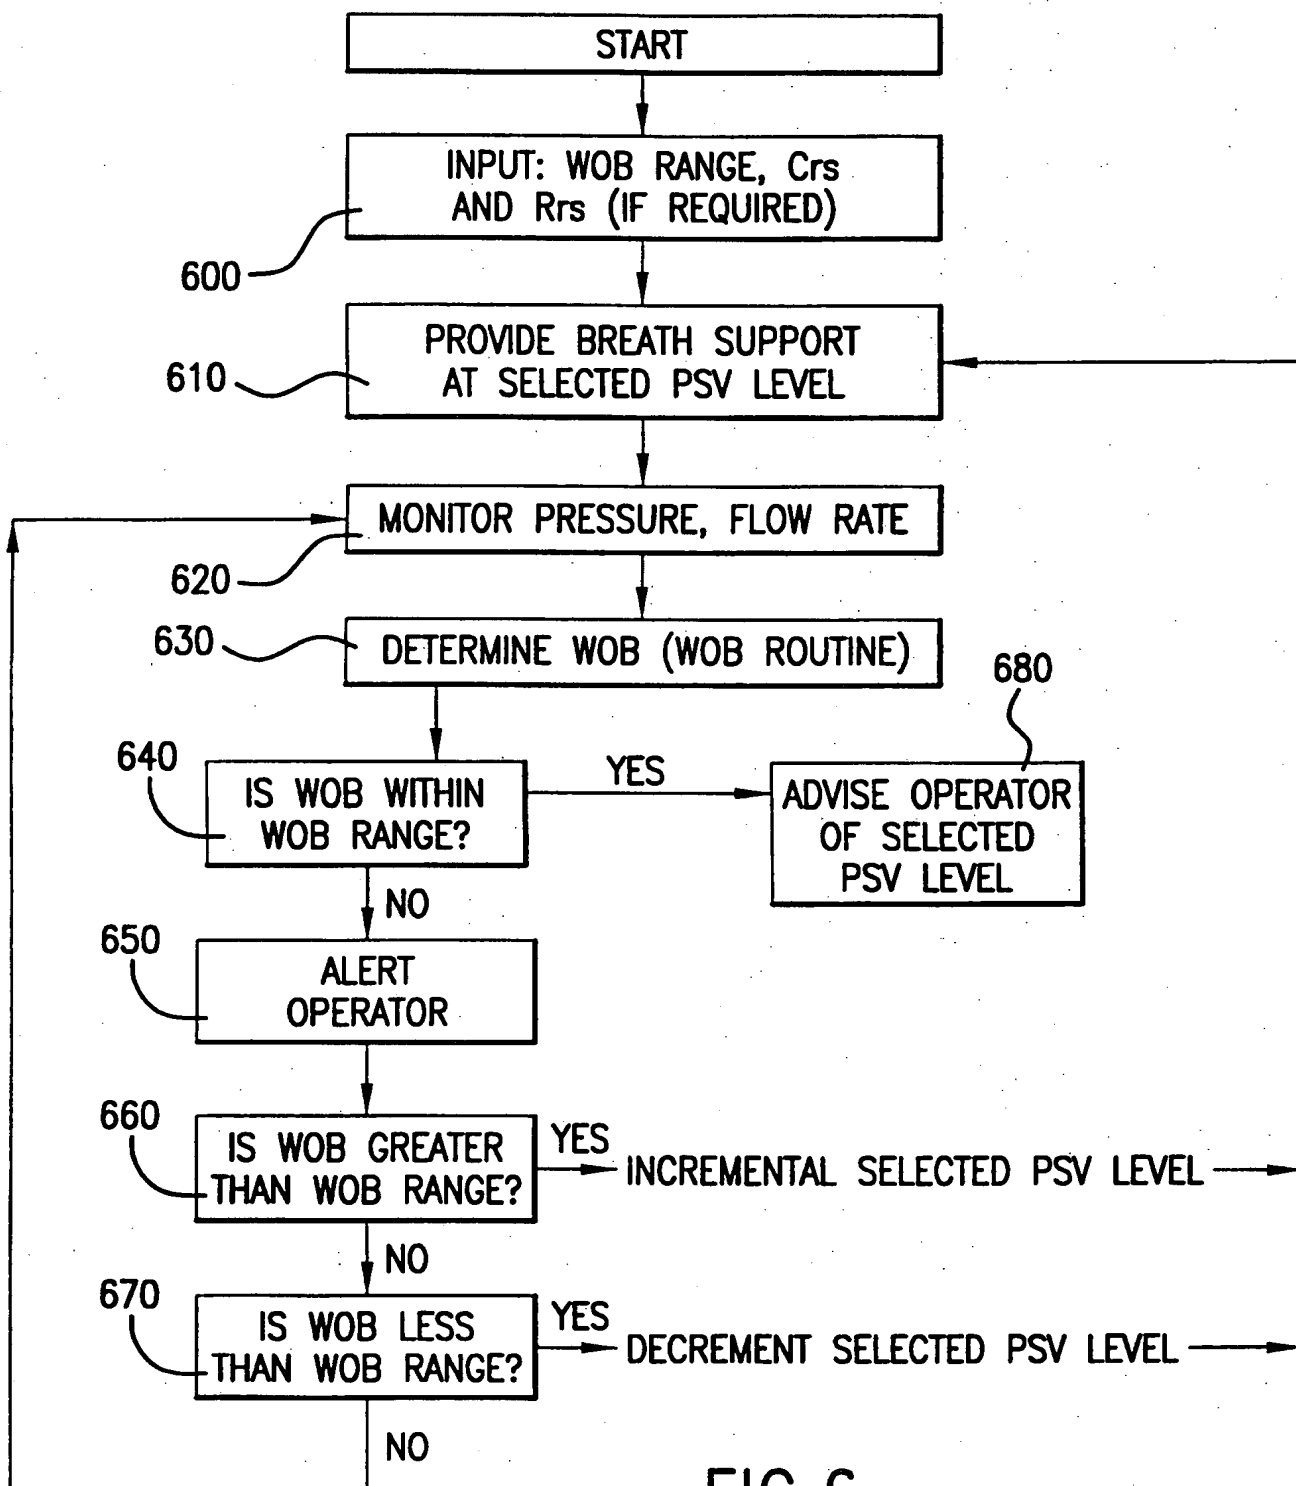 START
INPUT: WOB RANGE, Crs
AND Rrs (IF REQUIRED)
600
PROVIDE BREATH SUPPORT
AT SELECTED PSV LEVEL
610
MONITOR PRESSURE, FLOW RATE
620
630
DETERMINE WOB (WOB ROUTINE)
680
640
IS WOB WITHIN
WOB RANGE?
YES
ADVISE OPERATOR
OF SELECTED
PSV LEVEL
NO
650
ALERT
OPERATOR
660
IS WOB GREATER
THAN WOB RANGE?
YES
INCREMENTAL SELECTED PSV LEVEL
NO
670
IS WOB LESS
THAN WOB RANGE?
YES
DECREMENT SELECTED PSV LEVEL
NO
FIG. 6